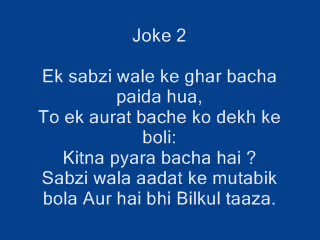 Joke 2
Ek sabzi wale ke ghar bacha
paida hua,
To ek aurat bache ko dekh ke
boli:
Kitna pyara bacha hai ?
Sabzi wala aadat ke mutabik
bola Aur hai bhi Bilkul taaza.